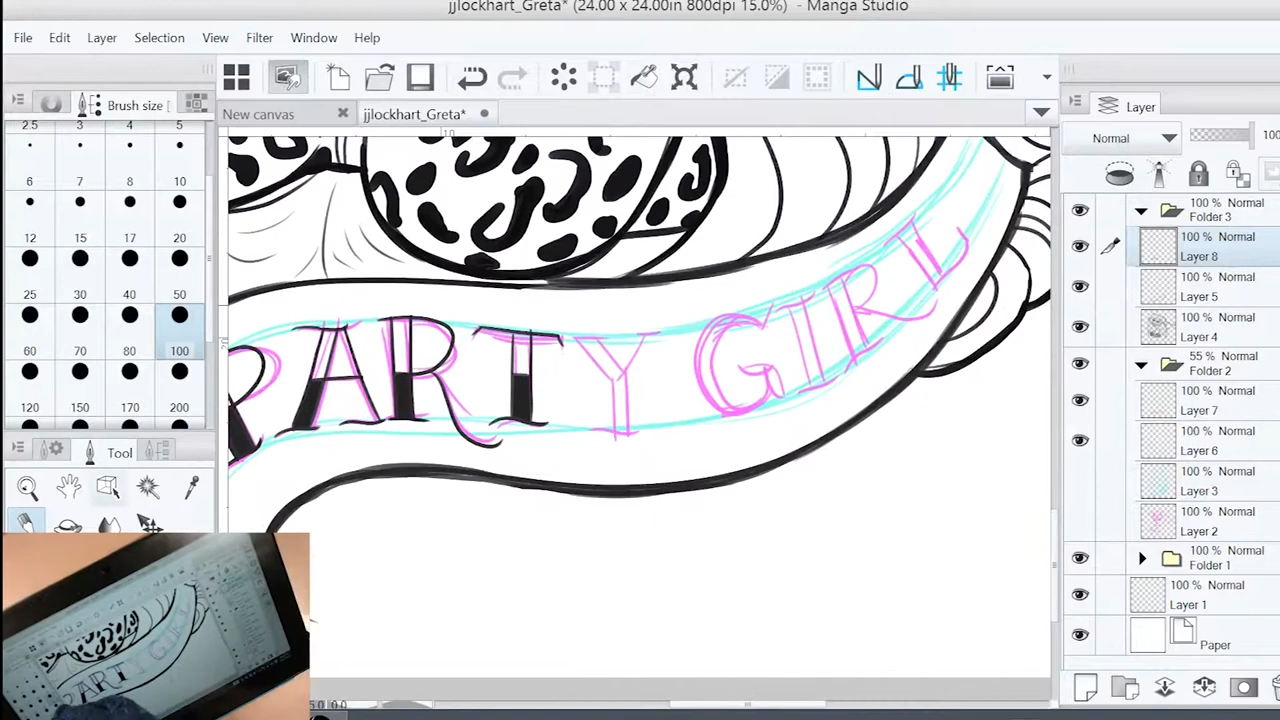 jjlockhart_Greta* (24.00 x 24.00in 800dpi 15.0%) - Manga Studio
File Edit Layer Selection View Filter Window Help
Brush size [
New canvas
jjlockhart_Greta*
Layer
2.5 3 4 5
10
Normal
100
6 7 8 10
12 15 17 20
25 30 40 50
60 70 80 100
120 150 170 200
Tool
100 % Normal
Folder 3
100 % Normal
Layer 8
100 % Normal
Layer 5
100 % Normal
Layer 4
55 % Normal
Folder 2
100 % Normal
Layer 7
100 % Normal
Layer 6
100 % Normal
Layer 3
100 % Normal
Layer 2
100 % Normal
Folder 1
100 % Normal
Layer 1
Paper
PARTY GIRL